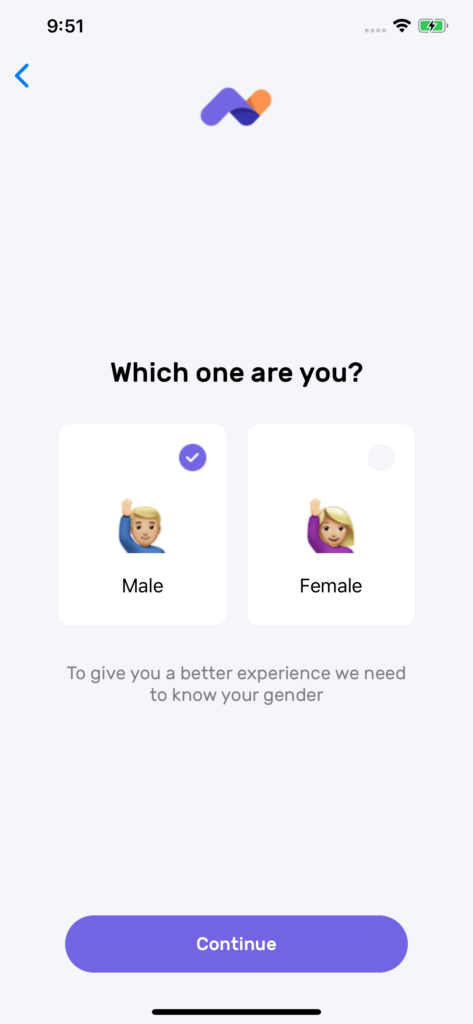 9:51
Which one are you?
Male
Female
To give you a better experience we need
to know your gender
Continue